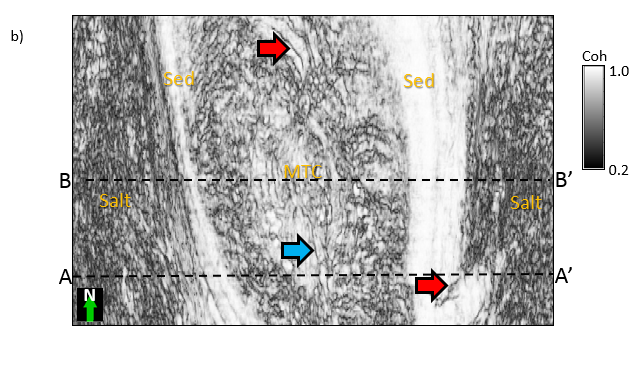 b)
Coh
1.0
Sed
Sed
0.2
MTC
B
B’
Salt
Salt
A
A’
N